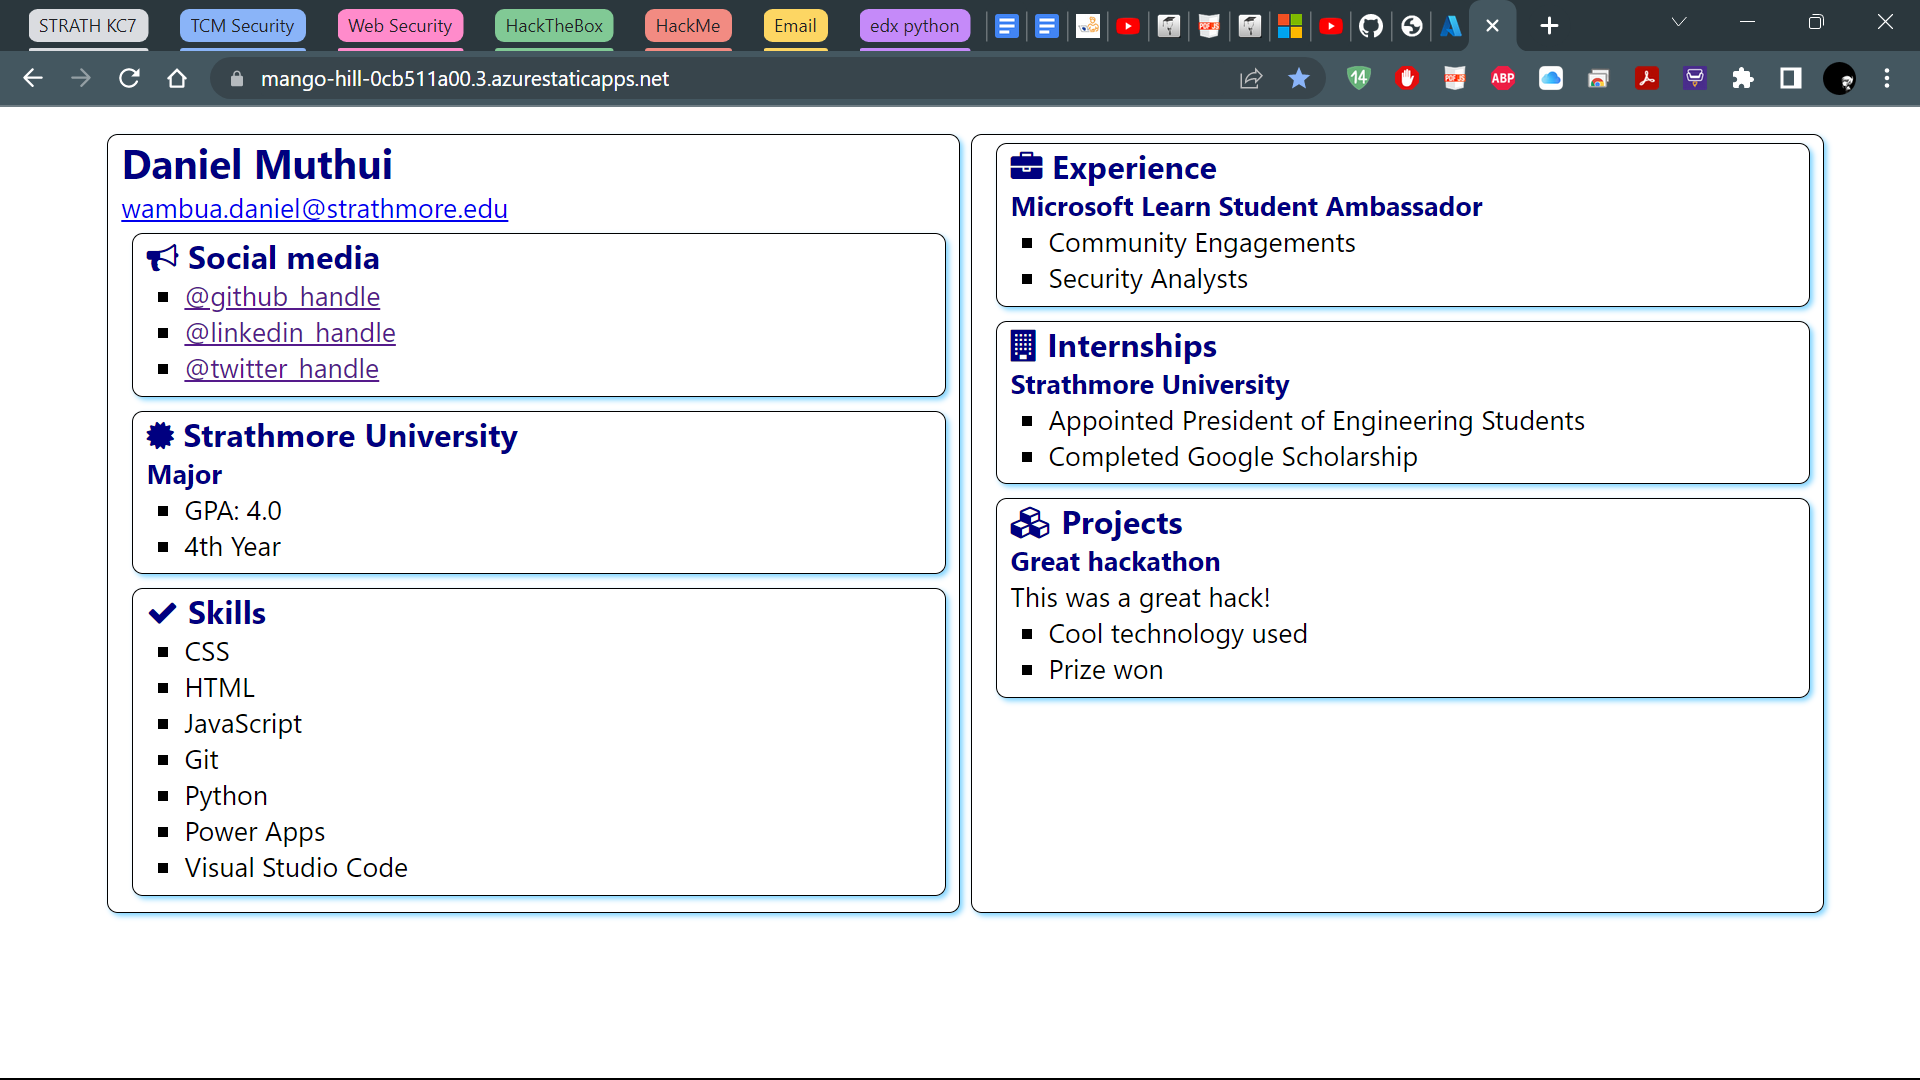 STRATH KC7 TCM Security Web Security HackTheBox HackMe Email edx python
mango-hill-0cb511a00.3.azurestaticapps.net
14
ABP
Daniel Muthui
wambua.daniel@strathmore.edu
Social media
@github_handle
@linkedin_handle
@twitter_handle
Strathmore University
Major
GPA: 4.0
4th Year
Skills
CSS
HTML
JavaScript
Git
Python
Power Apps
Visual Studio Code
Experience
Microsoft Learn Student Ambassador
Community Engagements
Security Analysts
Internships
Strathmore University
Appointed President of Engineering Students
Completed Google Scholarship
Projects
Great hackathon
This was a great hack!
Cool technology used
Prize won